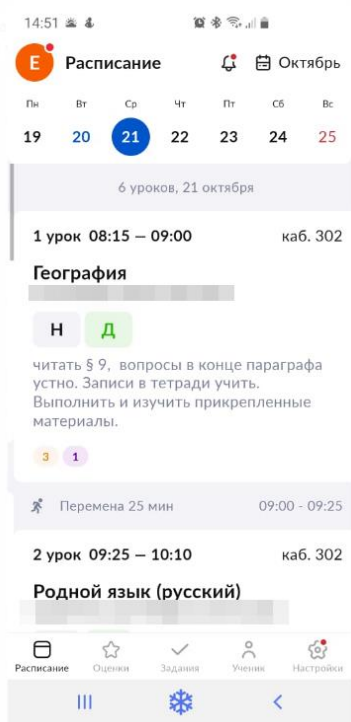 14:51
Е Расписание Октябрь
Пн Вт Ср Чт Пт Сб Вс
19 20 21 22 23 24 25
6 уроков, 21 октября
1 урок 08:15 — 09:00 каб. 302
География
Н Д
читать § 9, вопросы в конце параграфа
устно. Записи в тетради учить.
Выполнить и изучить прикрепленные
материалы.
3 1
Перемена 25 мин 09:00 - 09:25
2 урок 09:25 — 10:10 каб. 302
Родной язык (русский)
Расписание Оценки Задания Ученик Настройки